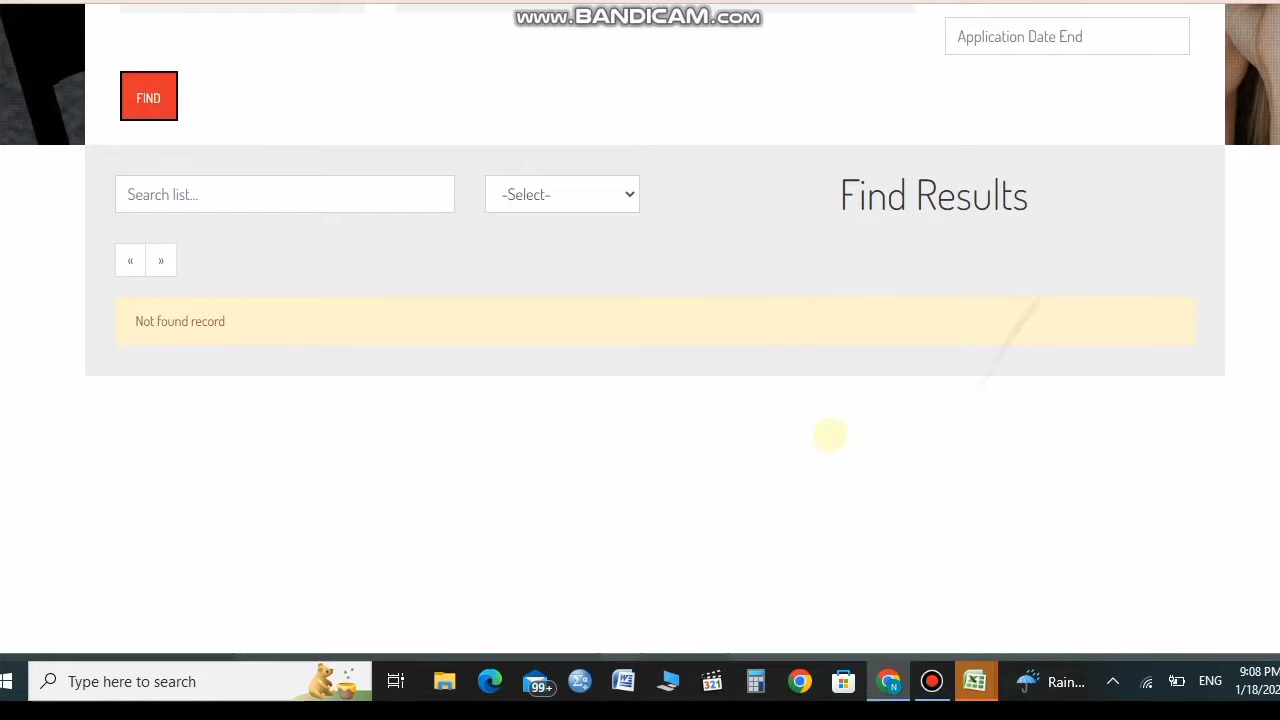 www.BANDICAM.com
Application Date End
FIND
Search list...
-Select-
Find Results
«
»
Not found record
Type here to search
99+
321
N
Rain...
ENG
9:08 PM
1/18/202